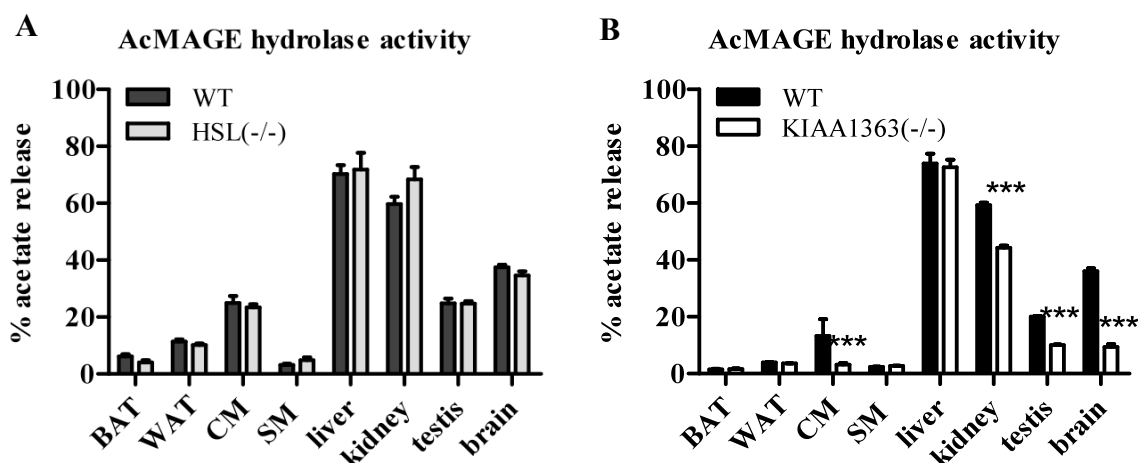 A
AcMAGE hydrolase activity
% acetate release
100
80
60
40
20
0
WT
HSL(-/-)
BAT
WAT
CM
SM
liver
kidney
testis
brain
B
AcMAGE hydrolase activity
% acetate release
100
80
60
40
20
0
WT
KIAA1363(-/-)
***
***
***
***
BAT
WAT
CM
SM
liver
kidney
testis
brain